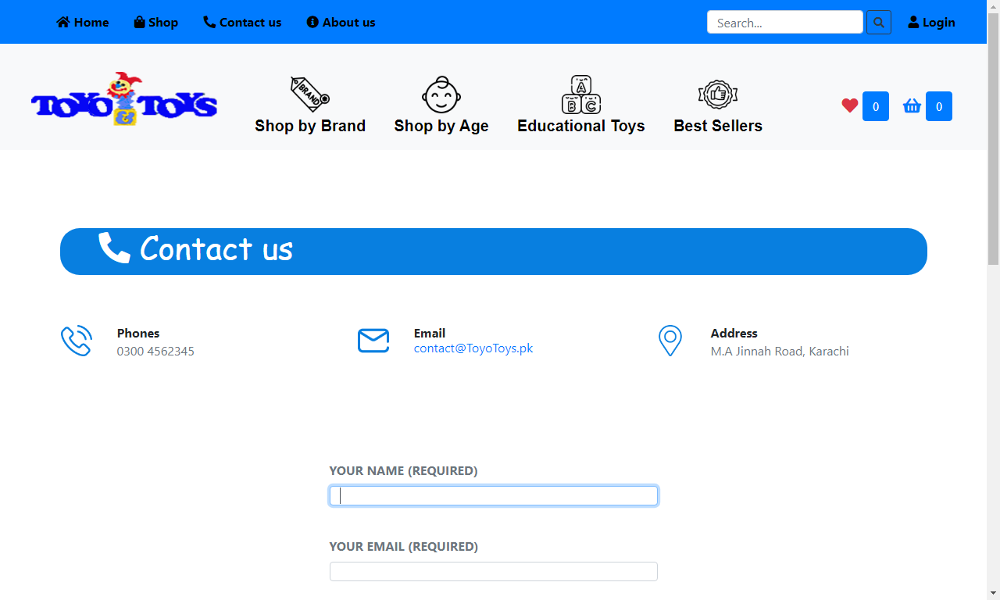 Home Shop Contact us About us Search... Login
TOYO TOYS
&
BRAND
A
B C
Shop by Brand Shop by Age Educational Toys Best Sellers
0 0
Contact us
Phones
0300 4562345
Email
contact@ToyoToys.pk
Address
M.A Jinnah Road, Karachi
YOUR NAME (REQUIRED)
YOUR EMAIL (REQUIRED)